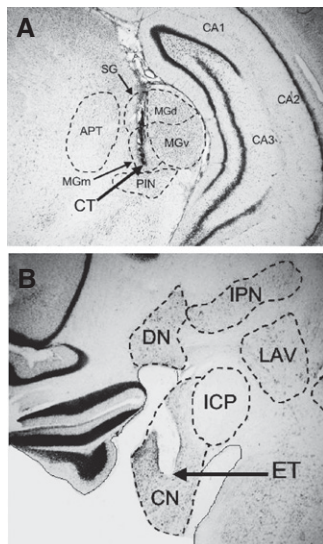 A
CA1
SG
MGd
CA2
APT
MGv
CA3
MGm
PIN
CT
B
IPN
DN
LAV
ICP
ET
CN